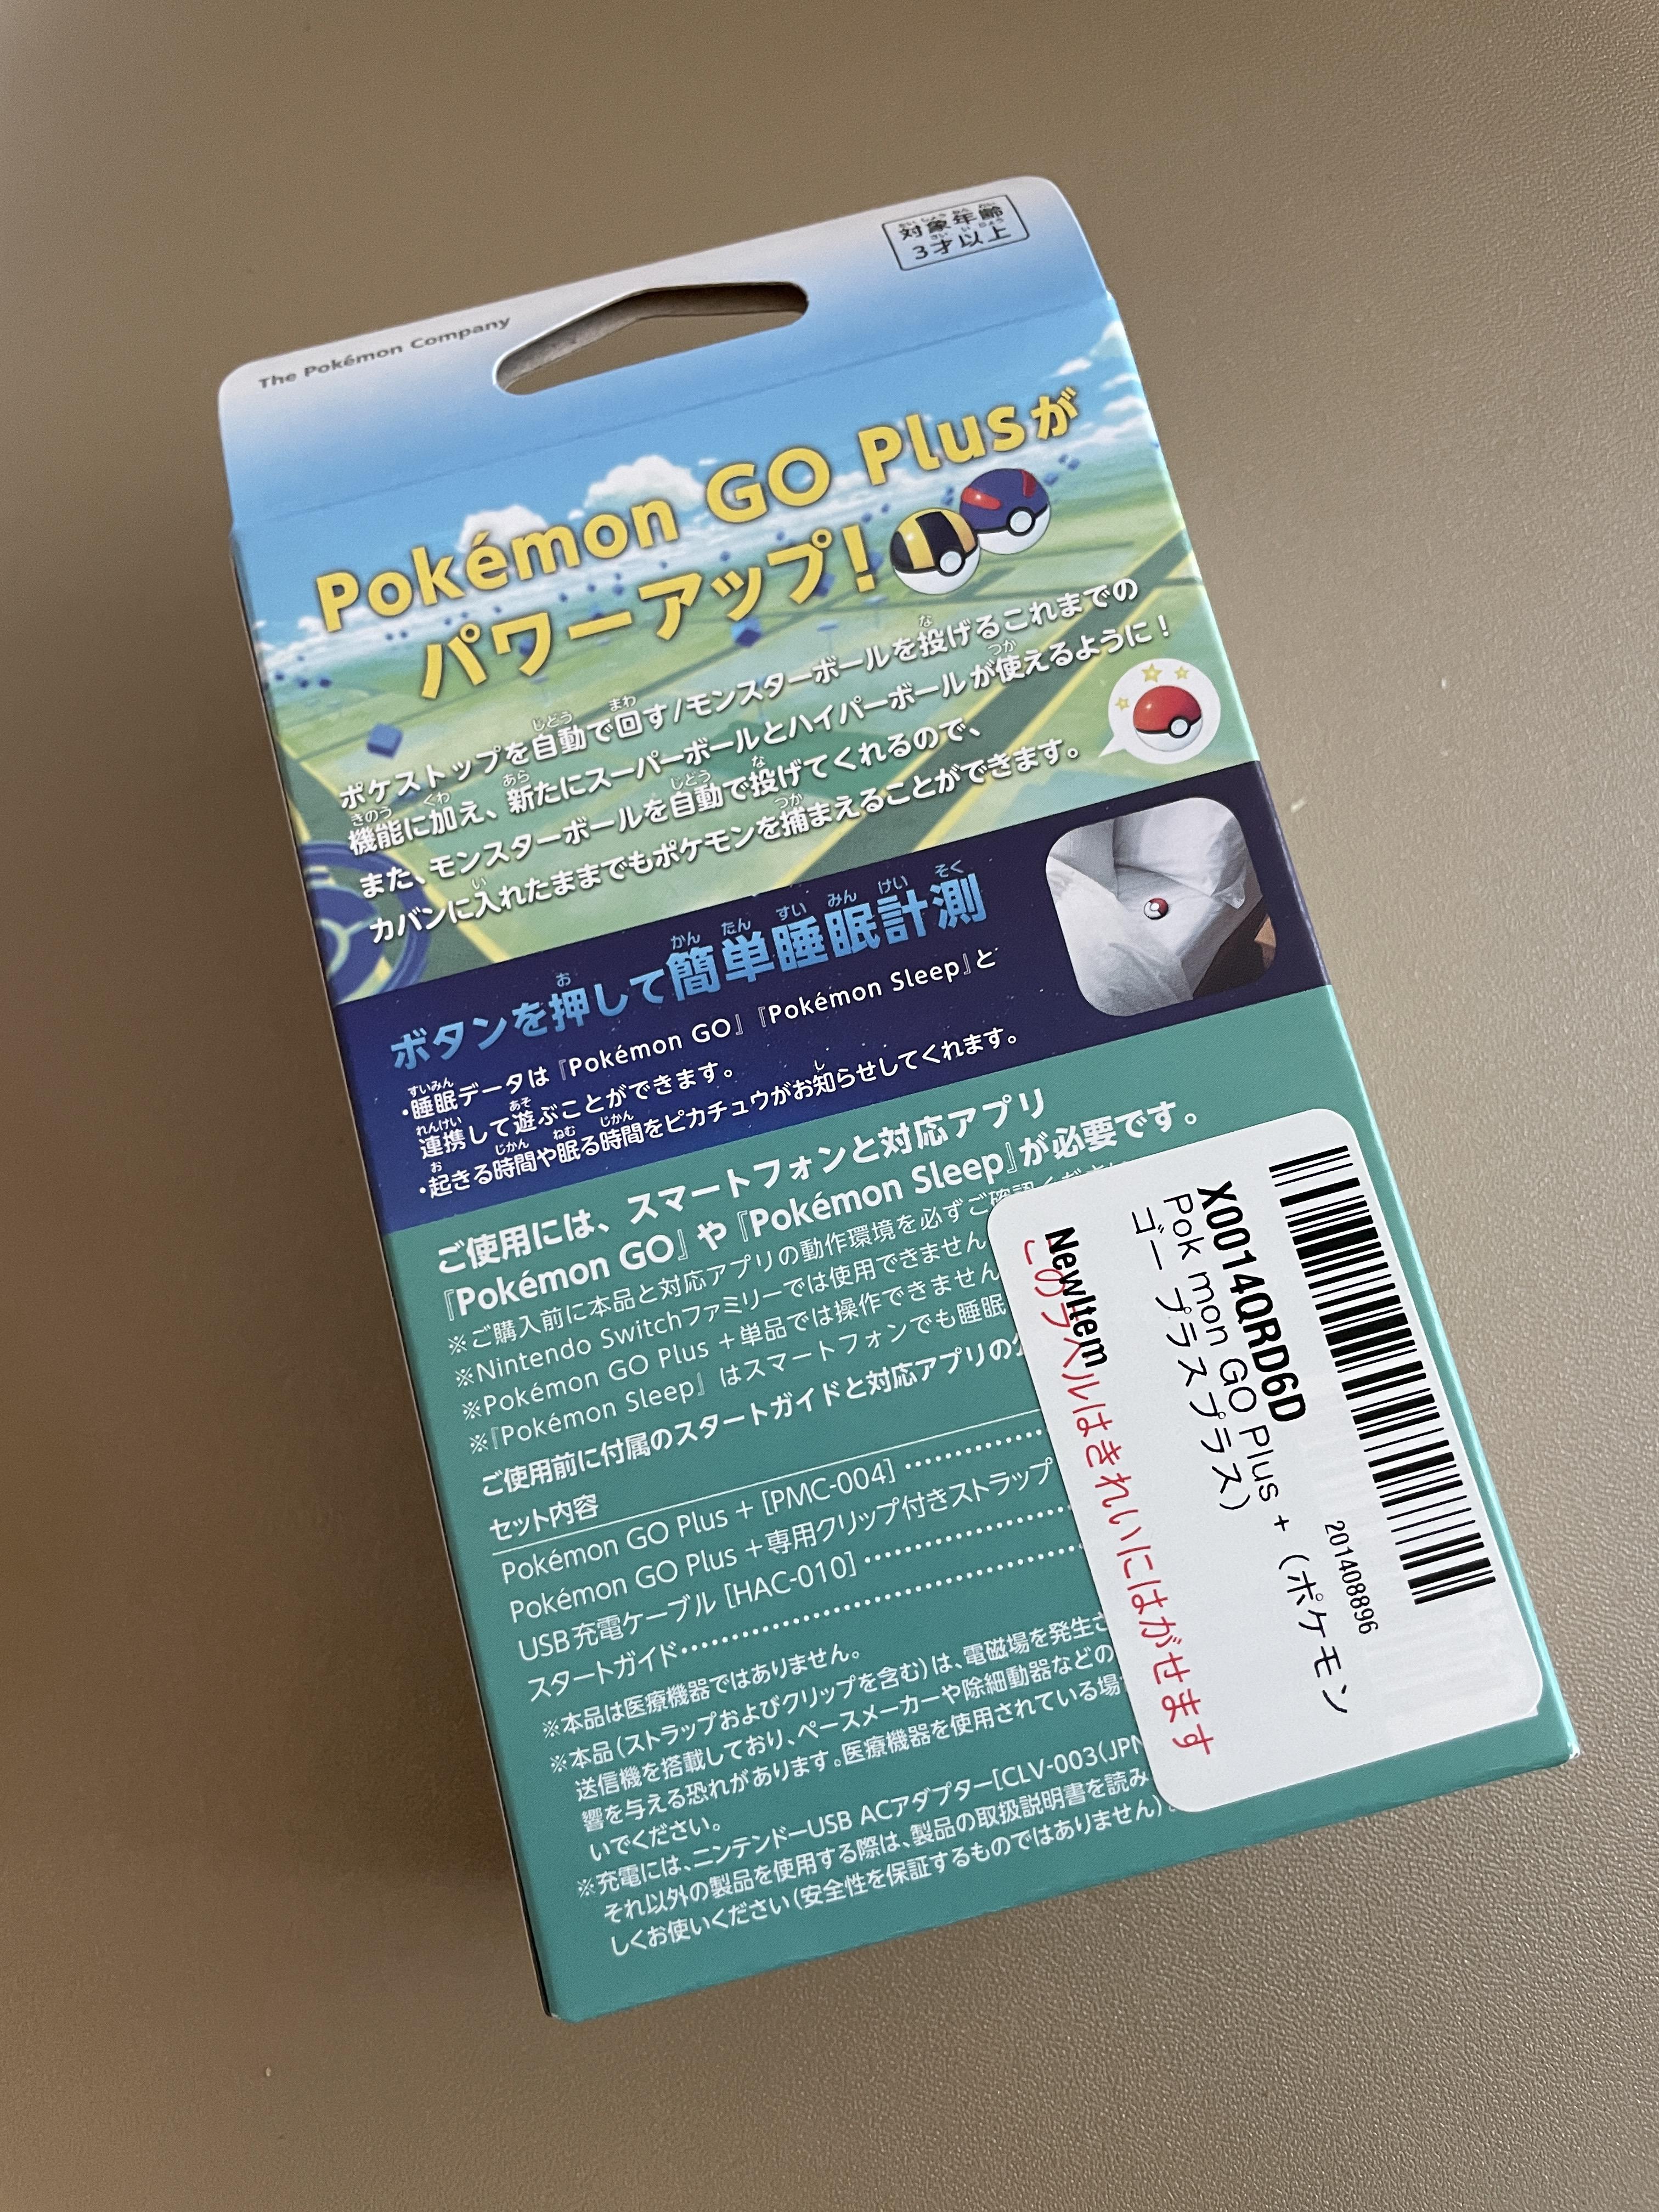 The Pokémon Company
対象年齢
3才以上
Pokémon GO Plusが
パワーアップ!
ポケストップを自動で回す/モンスターボールを投げるこれまでの
機能に加え、新たにスーパーボールとハイパーボールが使えるように!
また、モンスターボールを自動で投げてくれるので、
カバンに入れたままでもポケモンを捕まえることができます。
ボタンを押して簡単睡眠計測
・睡眠データは『Pokémon GO』『Pokémon Sleep』と
連携して遊ぶことができます。
・起きる時間や眠る時間をピカチュウがお知らせしてくれます。
ご使用には、スマートフォンと対応アプリ
『Pokémon GO』や『Pokémon Sleep』が必要です。
※ご購入前に本品と対応アプリの動作環境を必ずご確認ください
※Nintendo Switchファミリーでは使用できません
※Pokémon GO Plus +単品では操作できません
※『Pokémon Sleep』はスマートフォンでも睡眠
ご使用前に付属のスタートガイドと対応アプリの
セット内容
Pokémon GO Plus + [PMC-004]
Pokémon GO Plus +専用クリップ付きストラップ
USB充電ケーブル [HAC-010]
スタートガイド
※本品は医療機器ではありません。
※本品(ストラップおよびクリップを含む)は、電磁場を発生さ
送信機を搭載しており、ペースメーカーや除細動器などの
響を与える恐れがあります。医療機器を使用されている場
いでください。
※充電には、ニンテンドーUSB ACアダプター[CLV-003(JPN
それ以外の製品を使用する際は、製品の取扱説明書を読み
しくお使いください(安全性を保証するものではありません)。
X0014QRD6D
Pok mon GO Plus + (ポケモン
ゴー プラスプラス)
201408896
NewItem
このラベルはきれいにはがせます